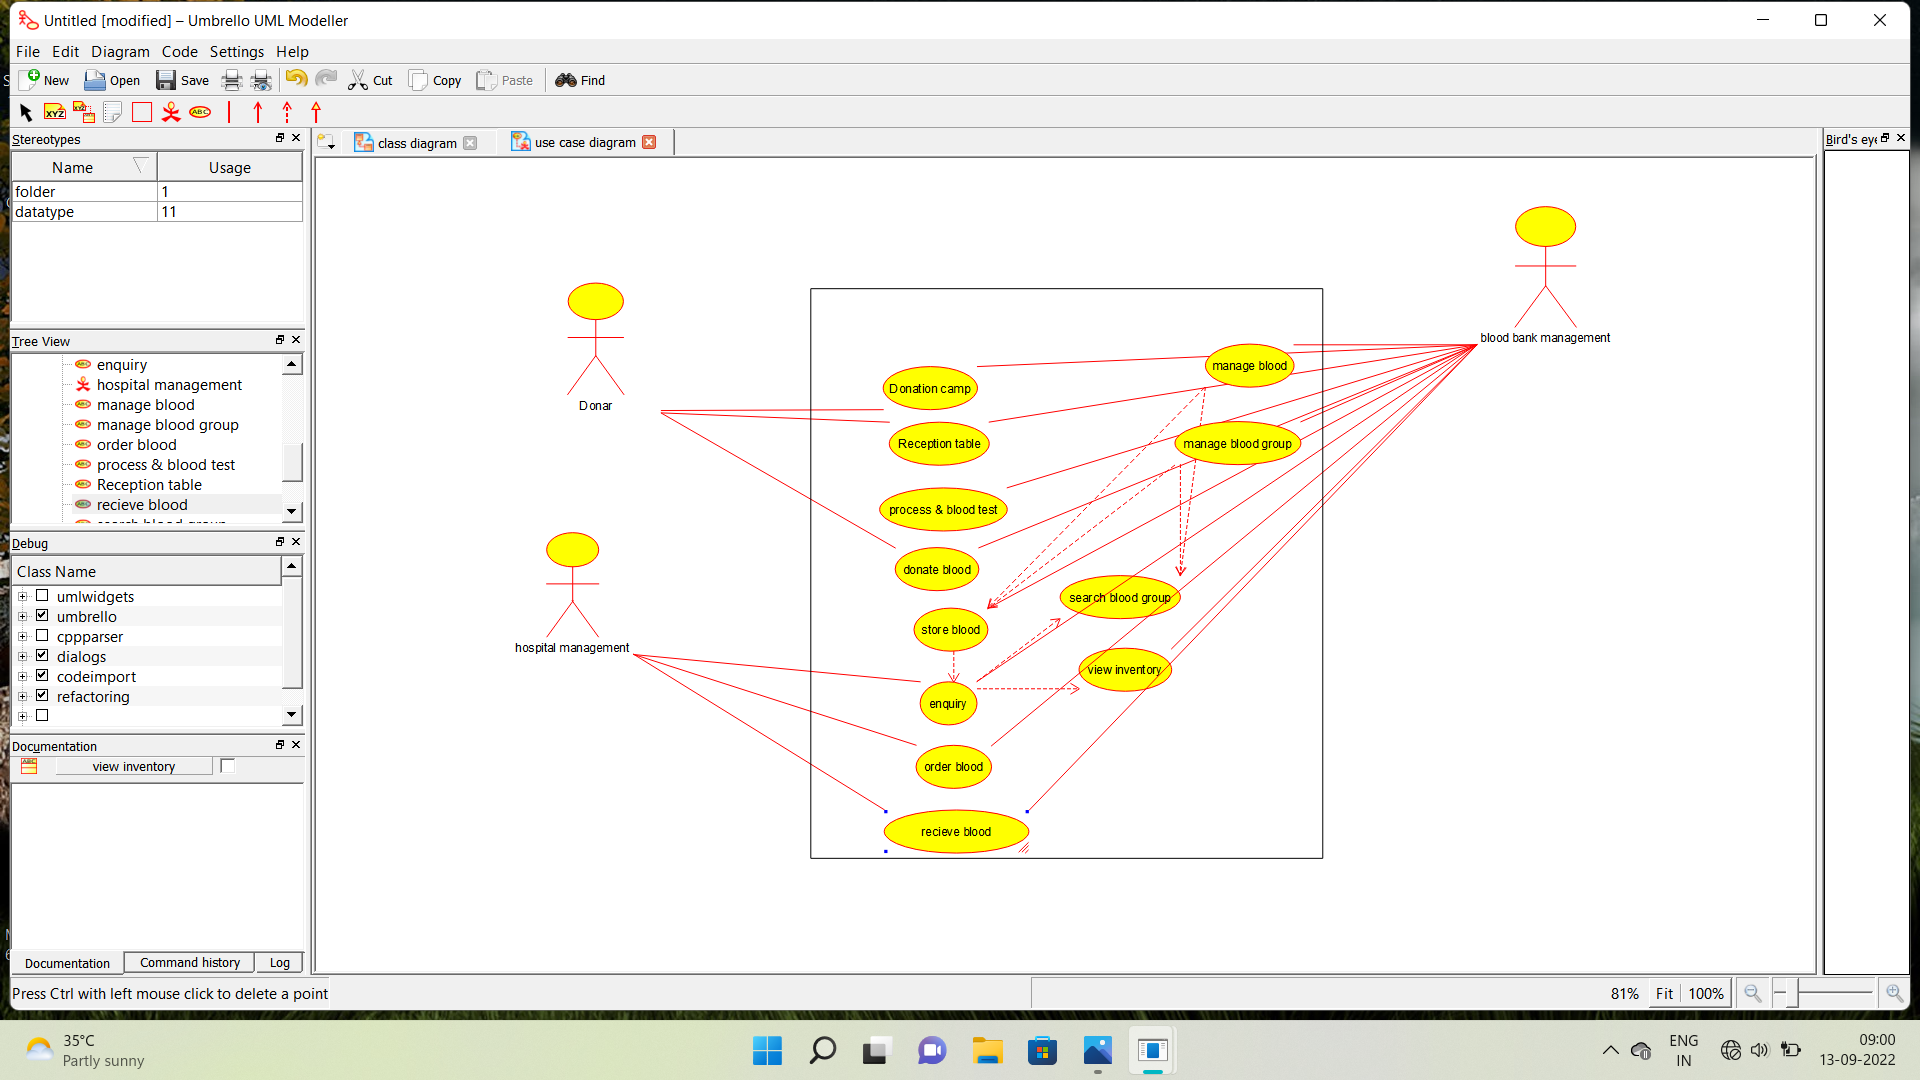 Untitled [modified] – Umbrello UML Modeller
File Edit Diagram Code Settings Help
New Open Save Cut Copy Paste Find
XYZ XYZ ABC
Stereotypes
Name Usage
folder 1
datatype 11
Tree View
enquiry
hospital management
manage blood
manage blood group
order blood
process & blood test
Reception table
recieve blood
search blood group
Debug
Class Name
umlwidgets
umbrello
cppparser
dialogs
codeimport
refactoring
Documentation
view inventory
Documentation Command history Log
Press Ctrl with left mouse click to delete a point
class diagram use case diagram
Bird's eye
blood bank management
Donar
hospital management
manage blood
Donation camp
Reception table
manage blood group
process & blood test
donate blood
search blood group
store blood
view inventory
enquiry
order blood
recieve blood
81% Fit 100%
35°C
Partly sunny
ENG
IN
09:00
13-09-2022